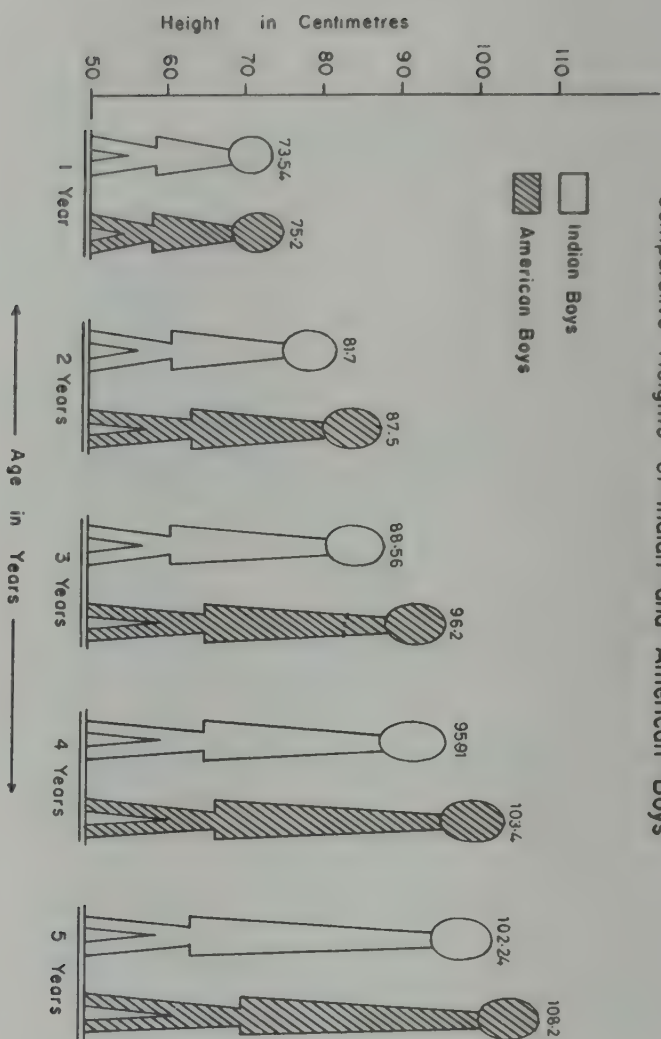 Comparative Heights of Indian and American Boys
Indian Boys
American Boys
110
100
90
80
70
60
50
Height in Centimetres
73.54
75.2
81.7
87.5
88.56
96.2
95.91
103.4
102.24
108.2
1 Year
2 Years
3 Years
4 Years
5 Years
Age in Years